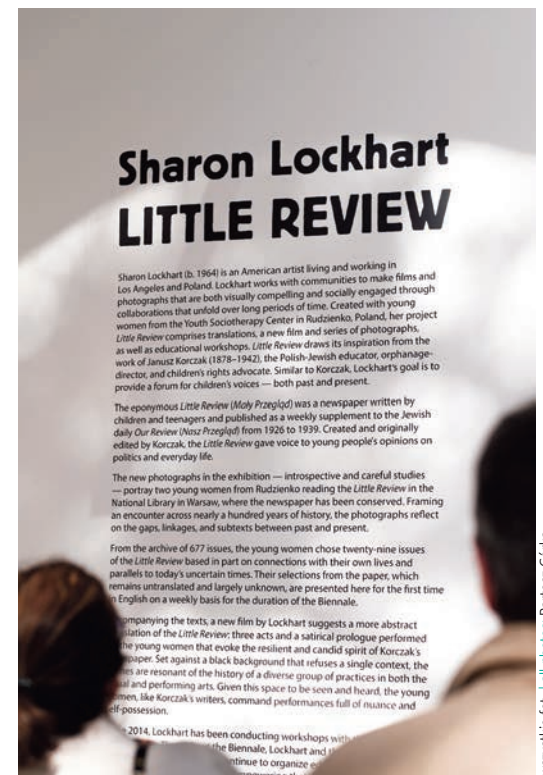 Sharon Lockhart
LITTLE REVIEW
Sharon Lockhart (b. 1964) is an American artist living and working in
Los Angeles and Poland. Lockhart works with communities to make films and
photographs that are both visually compelling and socially engaged through
collaborations that unfold over long periods of time. Created with young
women from the Youth Sociotherapy Center in Rudzienko, Poland, her project
Little Review comprises translations, a new film and series of photographs,
as well as educational workshops. Little Review draws its inspiration from the
work of Janusz Korczak (1878–1942), the Polish-Jewish educator, orphanage-
director, and children's rights advocate. Similar to Korczak, Lockhart's goal is to
provide a forum for children's voices — both past and present.
The eponymous Little Review (Mały Przegląd) was a newspaper written by
children and teenagers and published as a weekly supplement to the Jewish
daily Our Review (Nasz Przegląd) from 1926 to 1939. Created and originally
edited by Korczak, the Little Review gave voice to young people's opinions on
politics and everyday life.
The new photographs in the exhibition — introspective and careful studies
— portray two young women from Rudzienko reading the Little Review in the
National Library in Warsaw, where the newspaper has been conserved. Framing
an encounter across nearly a hundred years of history, the photographs reflect
on the gaps, linkages, and subtexts between past and present.
From the archive of 677 issues, the young women chose twenty-nine issues
of the Little Review based in part on connections with their own lives and
parallels to today's uncertain times. Their selections from the paper, which
remains untranslated and largely unknown, are presented here for the first time
in English on a weekly basis for the duration of the Biennale.
the texts, a new film by Lockhart suggests a more abstract
of the Little Review: three acts and a satirical prologue performed
the young women that evoke the resilient and candid spirit of Korczak's
Set against a black background that refuses a single context, the
are resonant of the history of a diverse group of practices in both the
and performing arts. Given this space to be seen and heard, the young
like Korczak's writers, command performances full of nuance and
2014, Lockhart has been conducting workshops with
the Biennale, Lockhart and
to organize